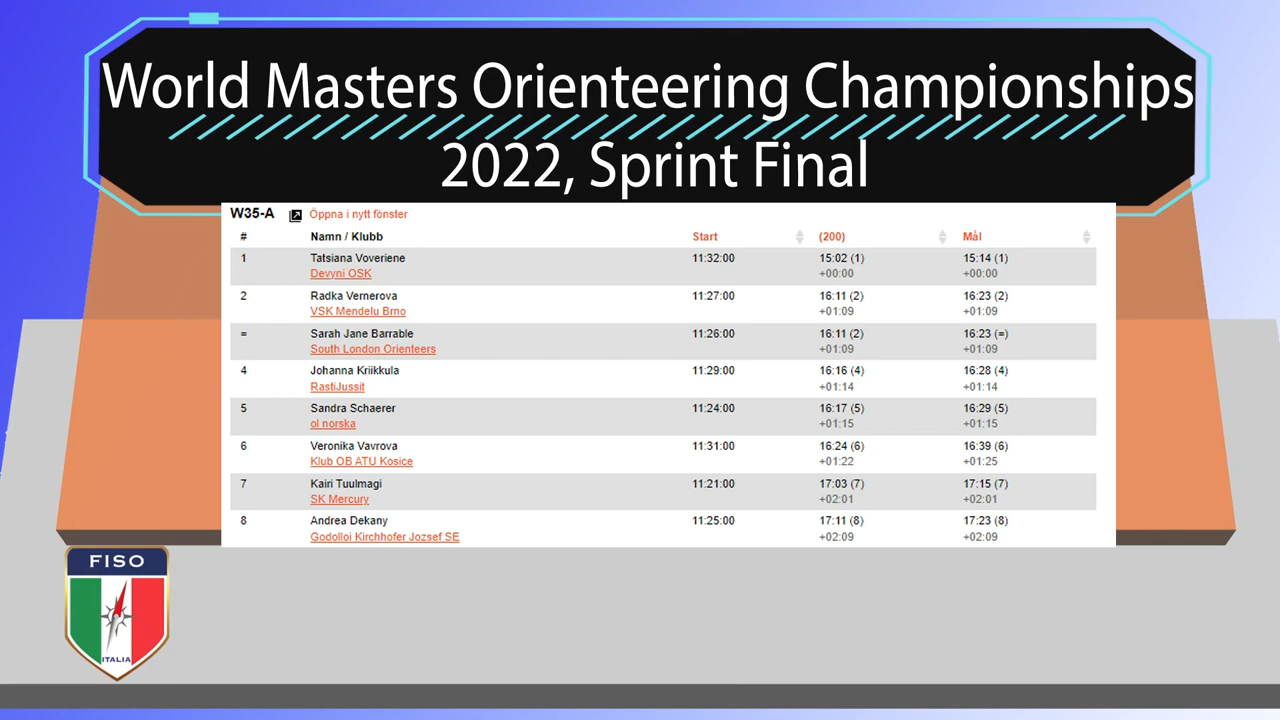 World Masters Orienteering Championships
2022, Sprint Final
W35-A Öppna i nytt fönster
# Namn / Klubb Start (200) Mål
1 Tatsiana Voveriene 11:32:00 15:02 (1) 15:14 (1)
Devyni OSK +00:00 +00:00
2 Radka Vernerova 11:27:00 16:11 (2) 16:23 (2)
VSK Mendelu Brno +01:09 +01:09
= Sarah Jane Barrable 11:26:00 16:11 (2) 16:23 (=)
South London Orienteers +01:09 +01:09
4 Johanna Kriikkula 11:29:00 16:16 (4) 16:28 (4)
RastiJussit +01:14 +01:14
5 Sandra Schaerer 11:24:00 16:17 (5) 16:29 (5)
ol norska +01:15 +01:15
6 Veronika Vavrova 11:31:00 16:24 (6) 16:39 (6)
Klub OB ATU Kosice +01:22 +01:25
7 Kairi Tuulmagi 11:21:00 17:03 (7) 17:15 (7)
SK Mercury +02:01 +02:01
8 Andrea Dekany 11:25:00 17:11 (8) 17:23 (8)
Godolloi Kirchhofer Jozsef SE +02:09 +02:09
FISO
ITALIA